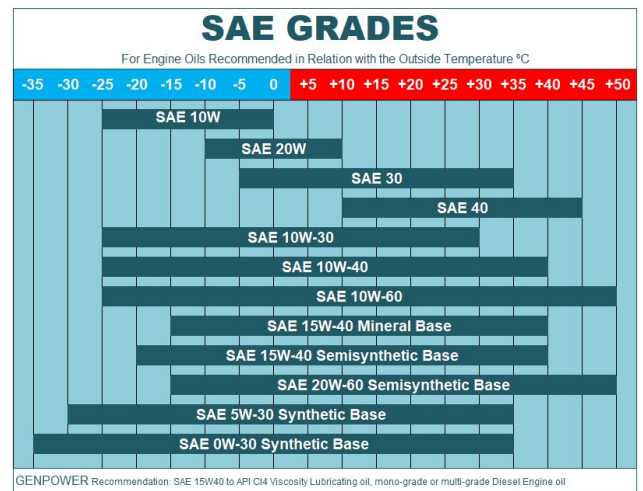 SAE GRADES
For Engine Oils Recommended in Relation with the Outside Temperature ºC
-35 -30 -25 -20 -15 -10 -5 0 +5 +10 +15 +20 +25 +30 +35 +40 +45 +50
SAE 10W
SAE 20W
SAE 30
SAE 40
SAE 10W-30
SAE 10W-40
SAE 10W-60
SAE 15W-40 Mineral Base
SAE 15W-40 Semisynthetic Base
SAE 20W-60 Semisynthetic Base
SAE 5W-30 Synthetic Base
SAE 0W-30 Synthetic Base
GENPOWER Recommendation: SAE 15W40 to API CI4 Viscosity Lubricating oil, mono-grade or multi-grade Diesel Engine oil